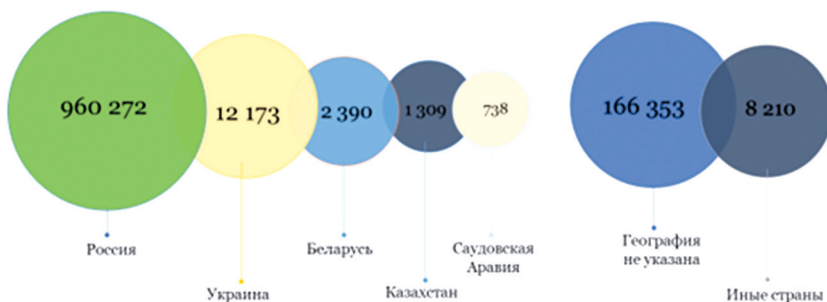 960 272
12 173
2 390
1 309
738
166 353
8 210
Россия
Украина
Беларусь
Казахстан
Саудовская
Аравия
География
не указана
Иные страны